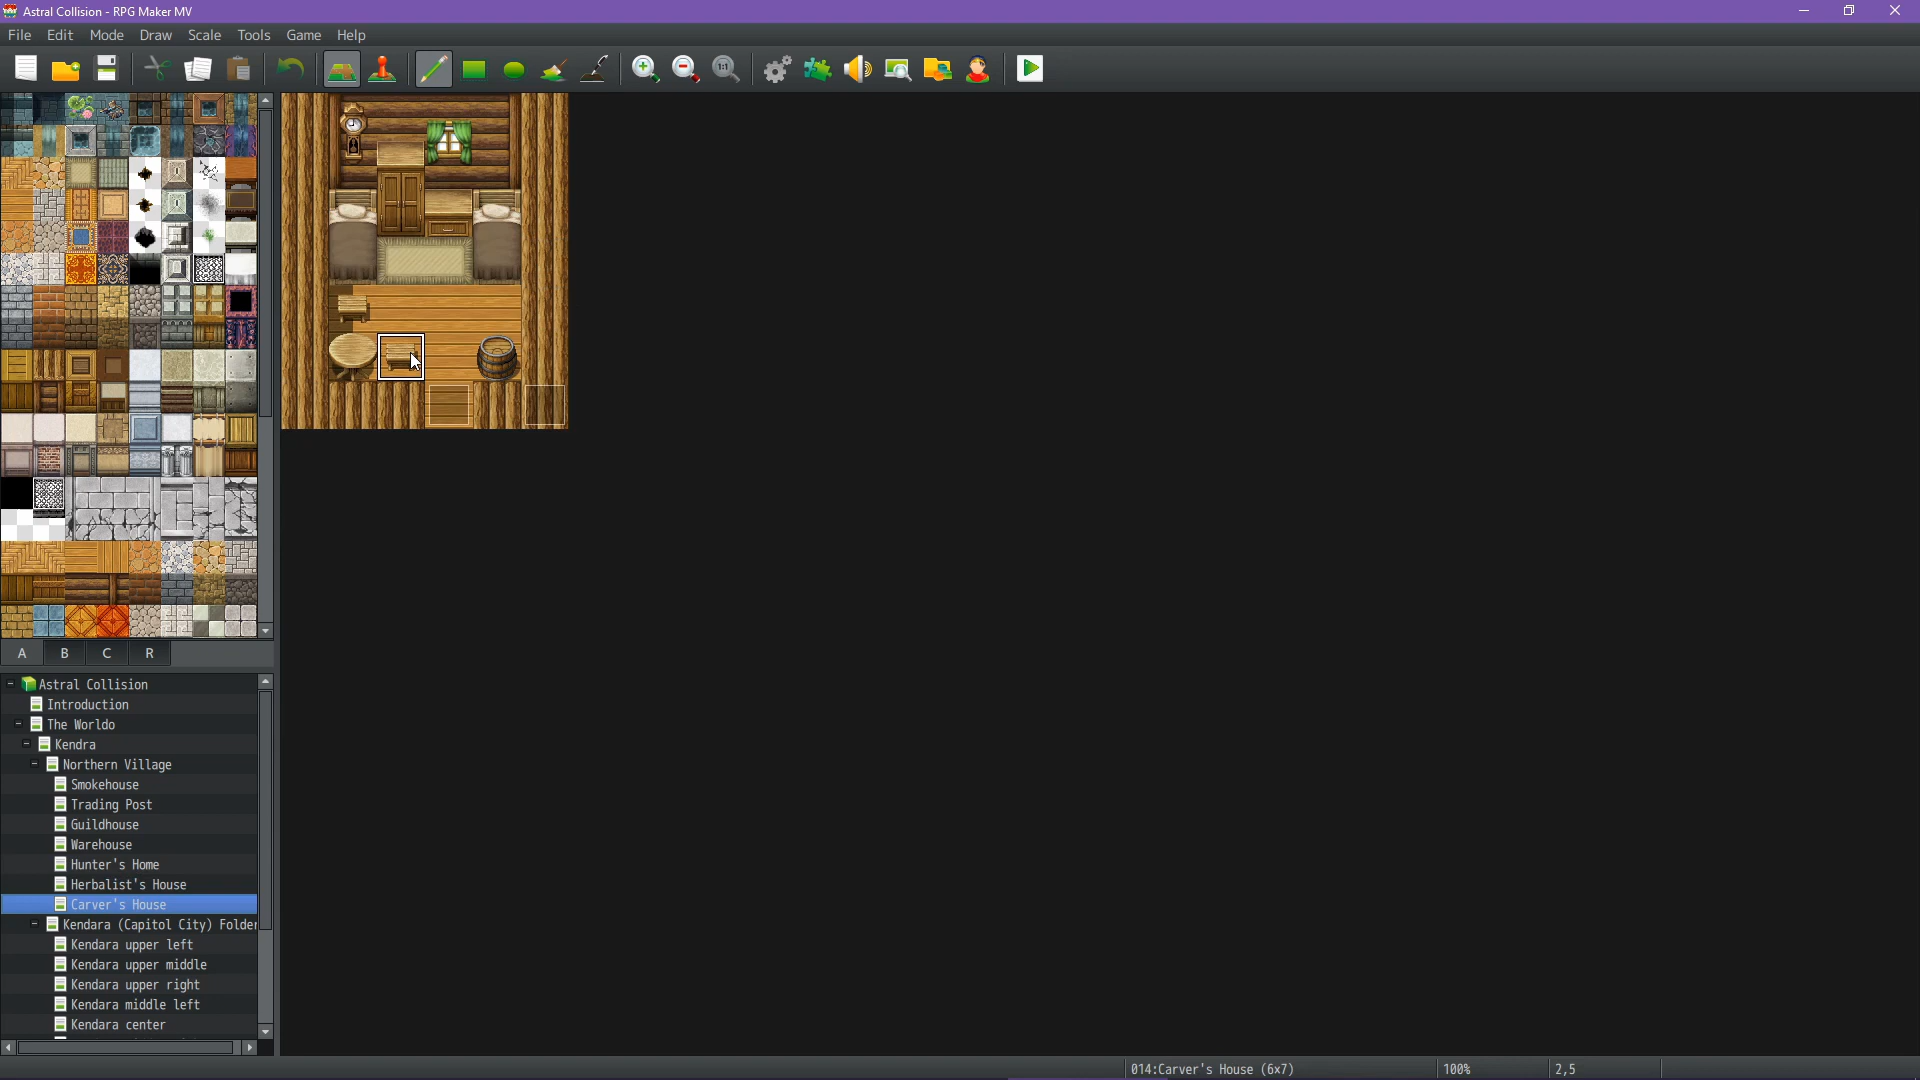 Astral Collision - RPG Maker MV
File Edit Mode Draw Scale Tools Game Help
1:1
A B C R
Astral Collision
Introduction
The Worldo
Kendra
Northern Village
Smokehouse
Trading Post
Guildhouse
Warehouse
Hunter's Home
Herbalist's House
Carver's House
Kendara (Capitol City) Folder
Kendara upper left
Kendara upper middle
Kendara upper right
Kendara middle left
Kendara center
014:Carver's House (6x7) 100% 2,5